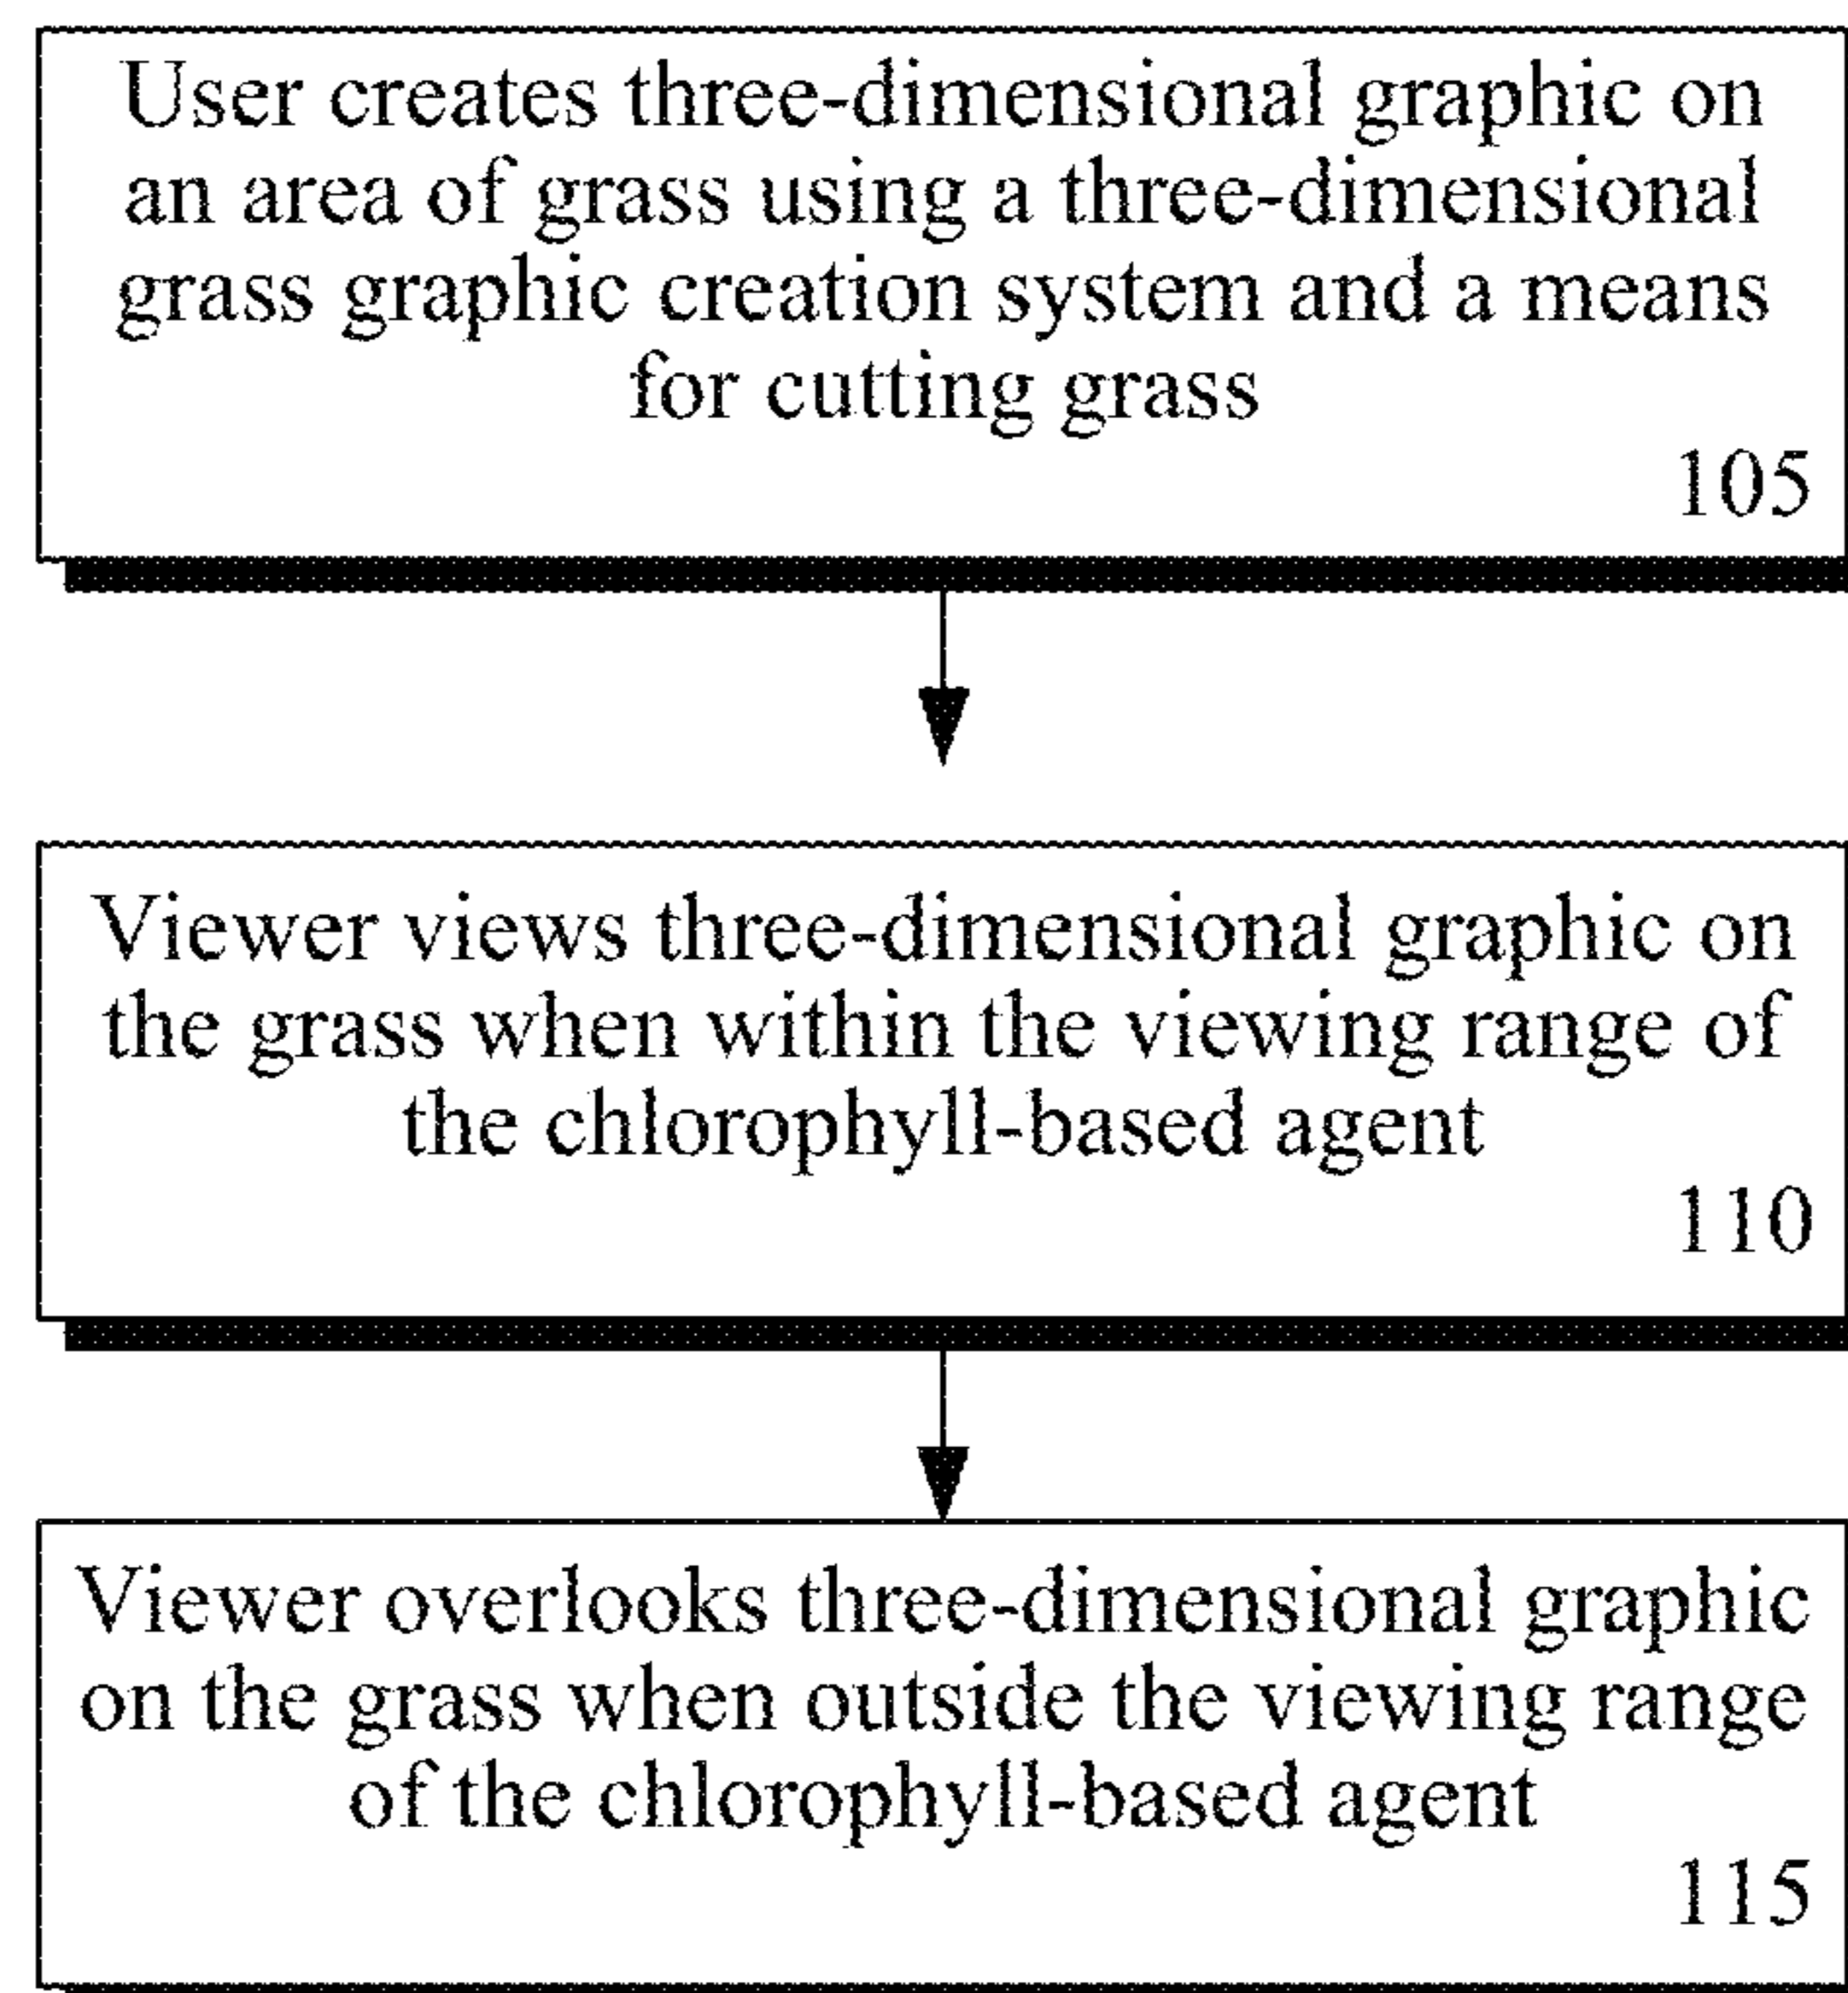 User creates three-dimensional graphic on
an area of grass using a three-dimensional
grass graphic creation system and a means
for cutting grass
105
Viewer views three-dimensional graphic on
the grass when within the viewing range of
the chlorophyll-based agent
110
Viewer overlooks three-dimensional graphic
on the grass when outside the viewing range
of the chlorophyll-based agent
115